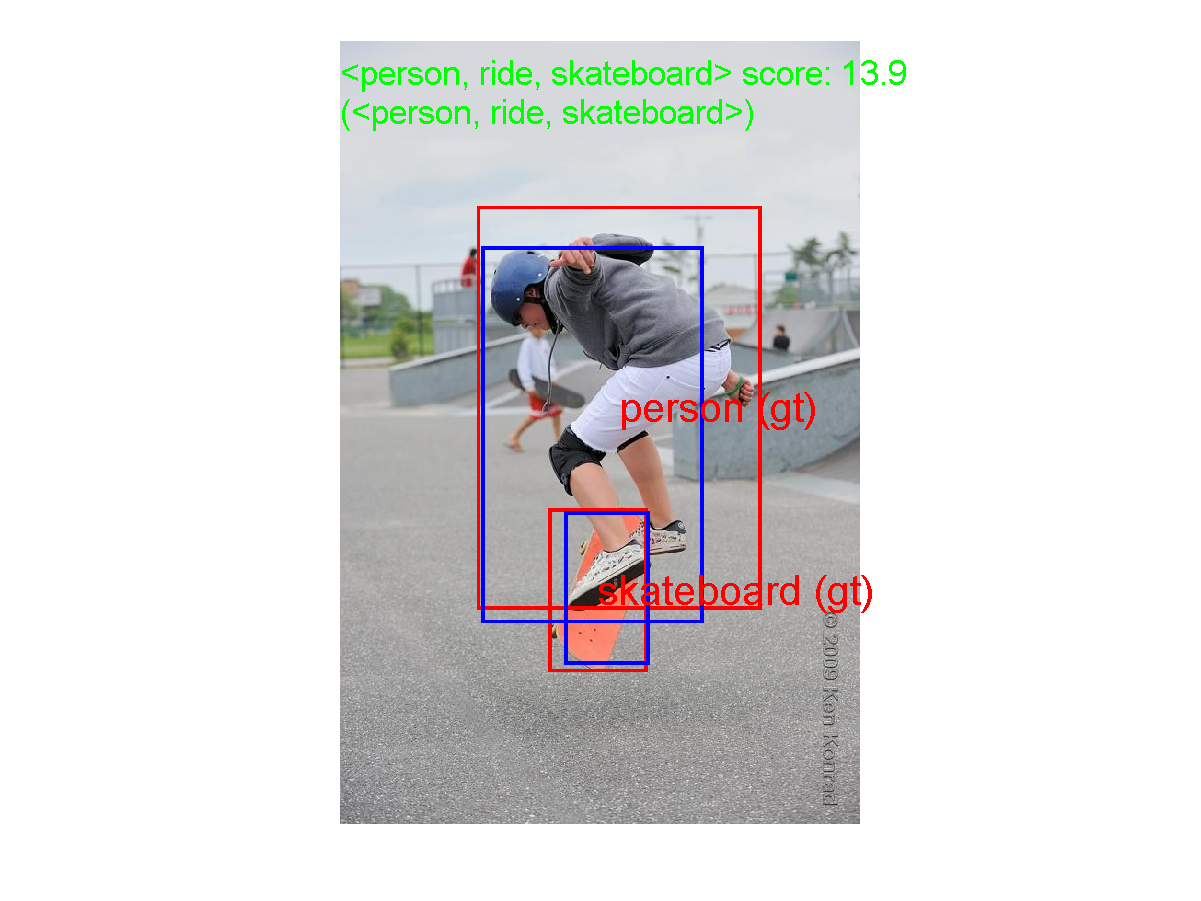 <person, ride, skateboard> score: 13.9
(<person, ride, skateboard>)
person (gt)
skateboard (gt)
© 2009 Ken Konrad